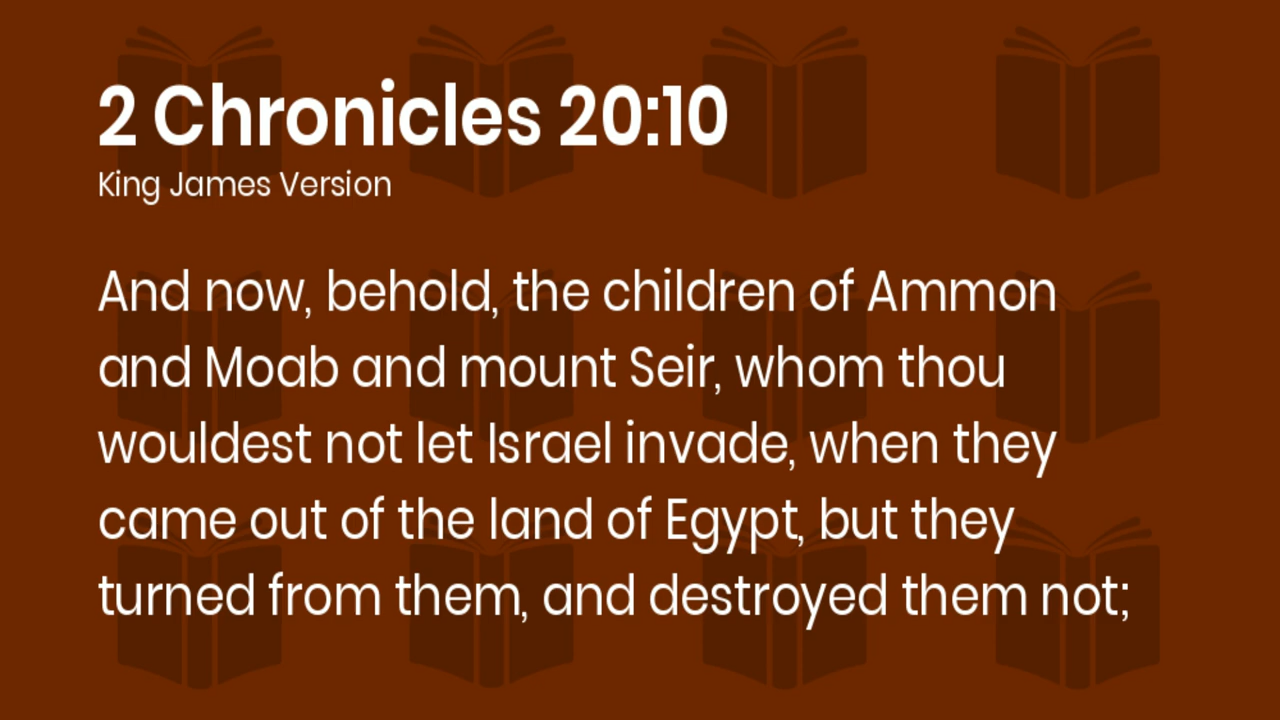 2 Chronicles 20:10
King James Version
And now, behold, the children of Ammon
and Moab and mount Seir, whom thou
wouldest not let Israel invade, when they
came out of the land of Egypt, but they
turned from them, and destroyed them not;